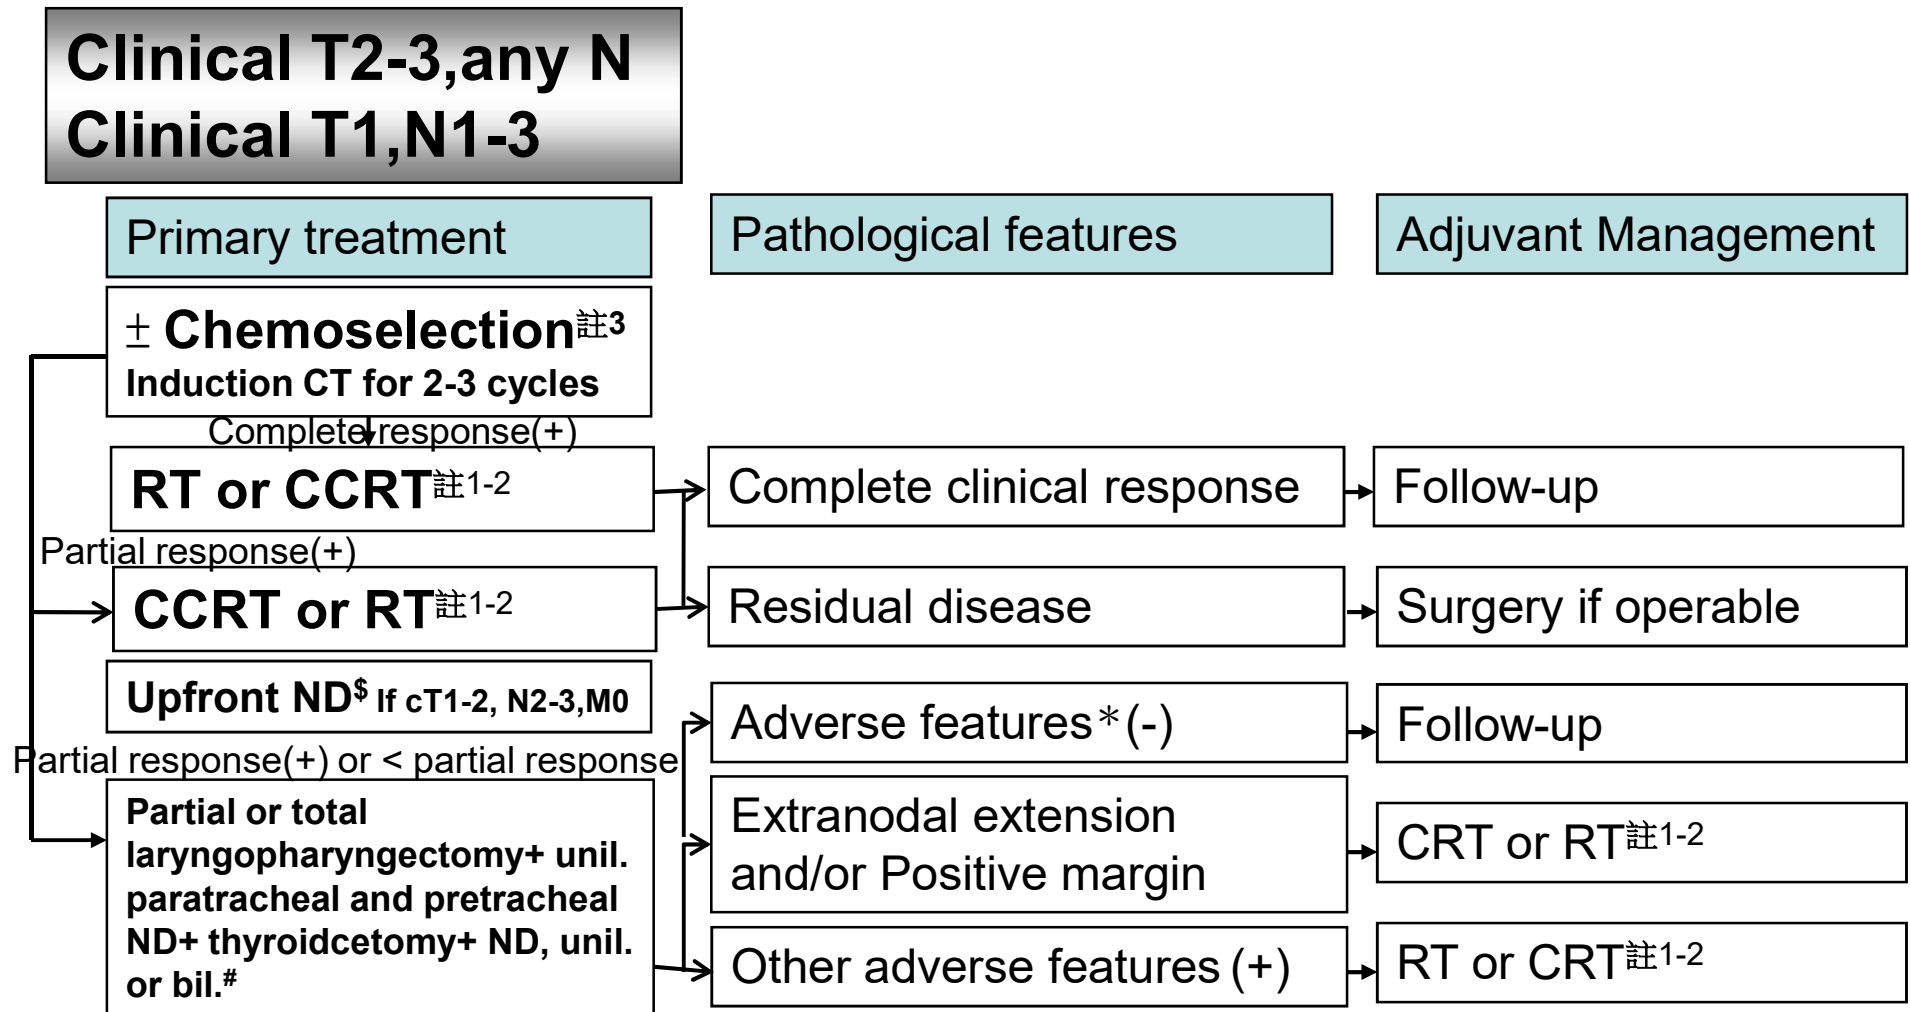 Clinical T2-3,any N
Clinical T1,N1-3
Primary treatment
Pathological features
Adjuvant Management
± Chemoselection註3
Induction CT for 2-3 cycles
Complete response(+)
RT or CCRT註1-2
Complete clinical response
Follow-up
Partial response(+)
CCRT or RT註1-2
Residual disease
Surgery if operable
Upfront ND$ If cT1-2, N2-3,M0
Adverse features*(-)
Follow-up
Partial response(+) or < partial response
Partial or total
laryngopharyngectomy+ unil.
paratracheal and pretracheal
ND+ thyroidcetomy+ ND, unil.
or bil.#
Extranodal extension
and/or Positive margin
CRT or RT註1-2
Other adverse features (+)
RT or CRT註1-2